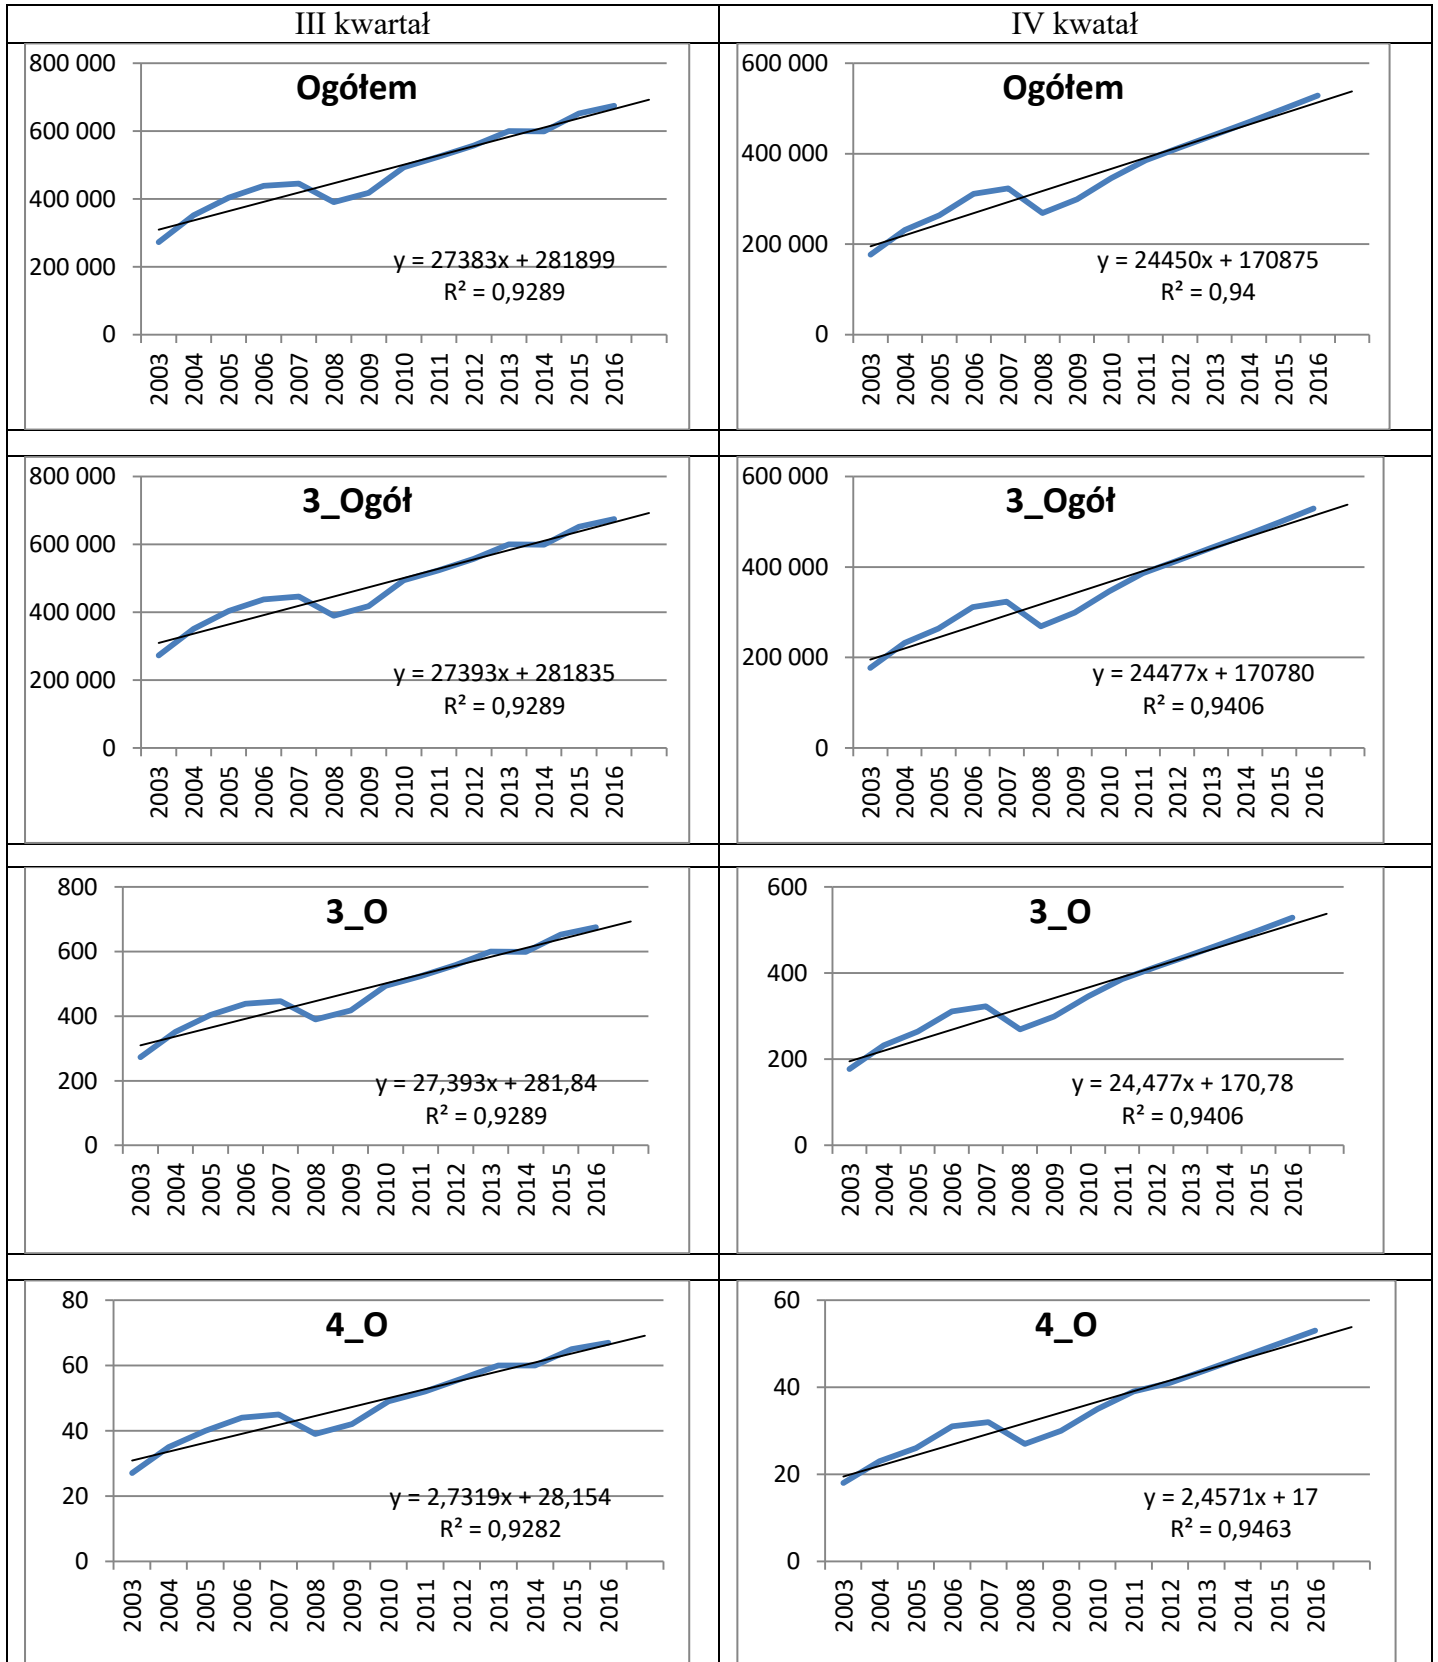 III kwartał
IV kwatał
800 000
600 000
400 000
200 000
0
Ogółem
y = 27383x + 281899
R² = 0,9289
2003 2004 2005 2006 2007 2008 2009 2010 2011 2012 2013 2014 2015 2016
600 000
400 000
200 000
0
Ogółem
y = 24450x + 170875
R² = 0,94
2003 2004 2005 2006 2007 2008 2009 2010 2011 2012 2013 2014 2015 2016
800 000
600 000
400 000
200 000
0
3_Ogół
y = 27393x + 281835
R² = 0,9289
2003 2004 2005 2006 2007 2008 2009 2010 2011 2012 2013 2014 2015 2016
600 000
400 000
200 000
0
3_Ogół
y = 24477x + 170780
R² = 0,9406
2003 2004 2005 2006 2007 2008 2009 2010 2011 2012 2013 2014 2015 2016
800
600
400
200
0
3_O
y = 27,393x + 281,84
R² = 0,9289
2003 2004 2005 2006 2007 2008 2009 2010 2011 2012 2013 2014 2015 2016
600
400
200
0
3_O
y = 24,477x + 170,78
R² = 0,9406
2003 2004 2005 2006 2007 2008 2009 2010 2011 2012 2013 2014 2015 2016
80
60
40
20
0
4_O
y = 2,7319x + 28,154
R² = 0,9282
2003 2004 2005 2006 2007 2008 2009 2010 2011 2012 2013 2014 2015 2016
60
40
20
0
4_O
y = 2,4571x + 17
R² = 0,9463
2003 2004 2005 2006 2007 2008 2009 2010 2011 2012 2013 2014 2015 2016